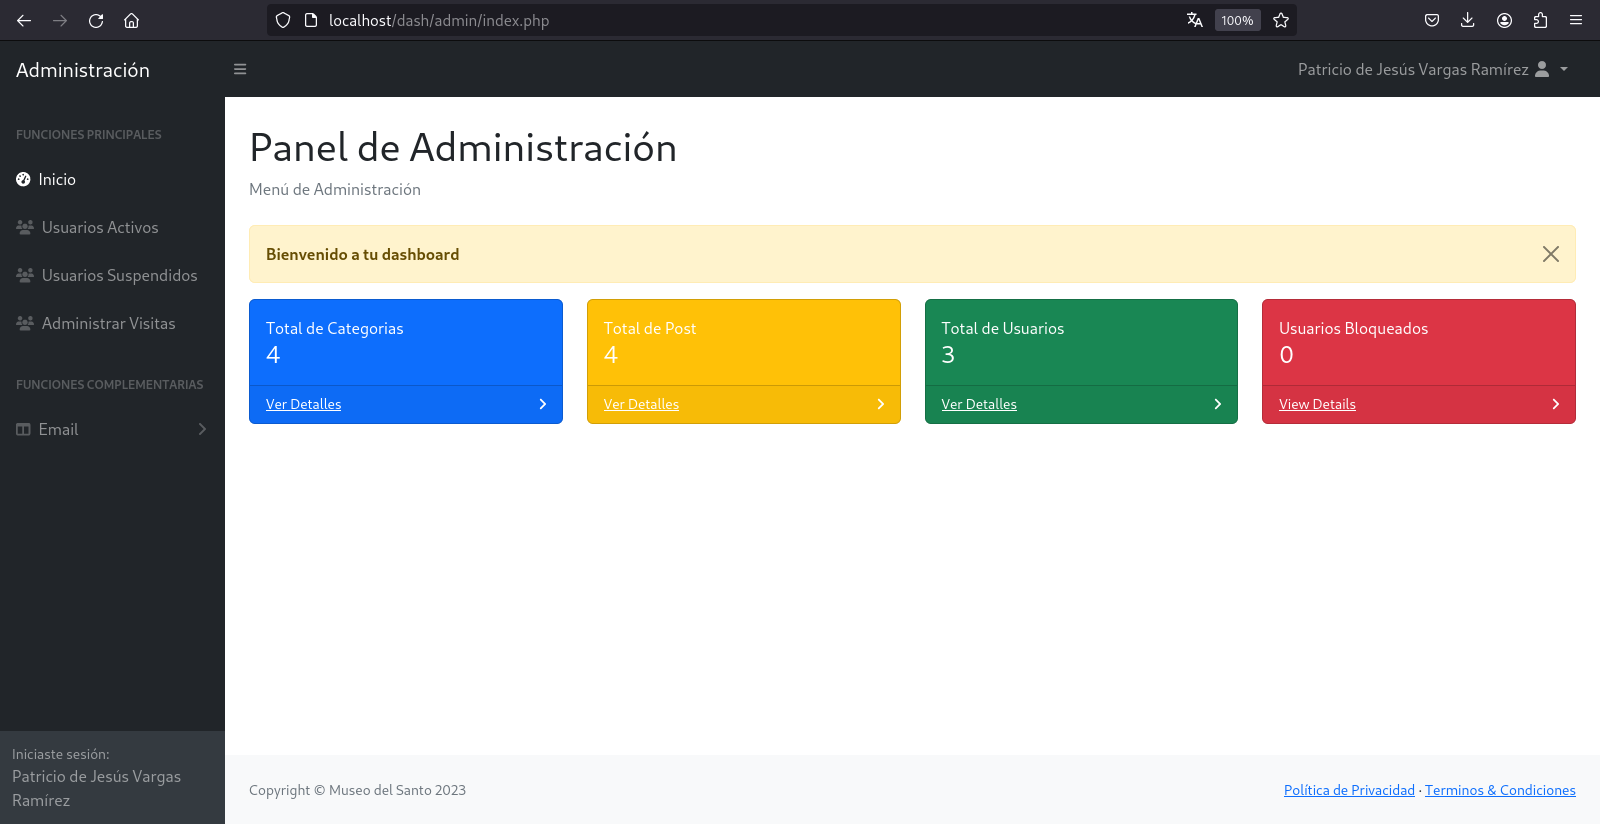 localhost/dash/admin/index.php
100%
Administración
Patricio de Jesús Vargas Ramírez
FUNCIONES PRINCIPALES
Inicio
Usuarios Activos
Usuarios Suspendidos
Administrar Visitas
FUNCIONES COMPLEMENTARIAS
Email
Iniciaste sesión:
Patricio de Jesús Vargas
Ramírez
Panel de Administración
Menú de Administración
Bienvenido a tu dashboard
Total de Categorias
4
Ver Detalles
Total de Post
4
Ver Detalles
Total de Usuarios
3
Ver Detalles
Usuarios Bloqueados
0
View Details
Copyright © Museo del Santo 2023
Política de Privacidad · Terminos & Condiciones